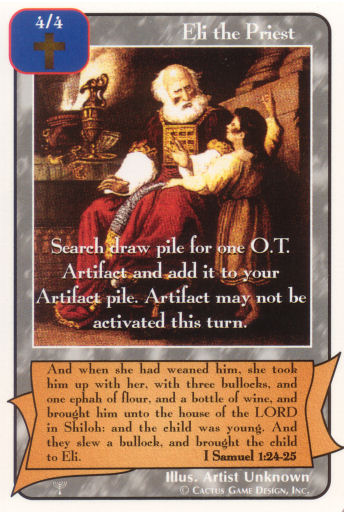 4/4
Eli the Priest
Search draw pile for one O.T.
Artifact and add it to your
Artifact pile. Artifact may not be
activated this turn.
And when she had weaned him, she took
him up with her, with three bullocks, and
one ephah of flour, and a bottle of wine, and
brought him unto the house of the LORD
in Shiloh: and the child was young. And
they slew a bullock, and brought the child
to Eli. I Samuel 1:24-25
Illus. Artist Unknown
© CACTUS GAME DESIGN, INC.